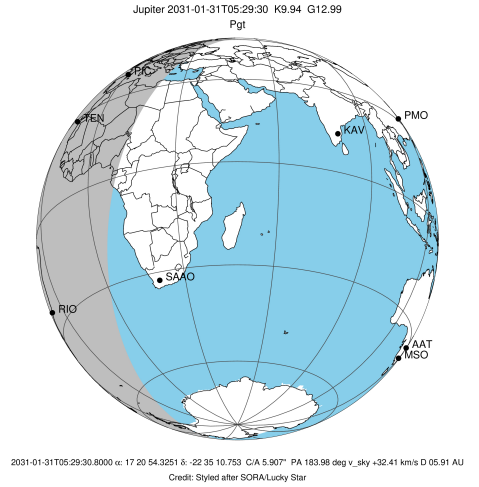 Jupiter 2031-01-31T05:29:30 K9.94 G12.99
Pgt
PIC
TEN
PMO
KAV
SAAO
RIO
AAT
MSO
2031-01-31T05:29:30.8000 α: 17 20 54.3251 δ: -22 35 10.753 C/A 5.907" PA 183.98 deg v_sky +32.41 km/s D 05.91 AU
Credit: Styled after SORA/Lucky Star